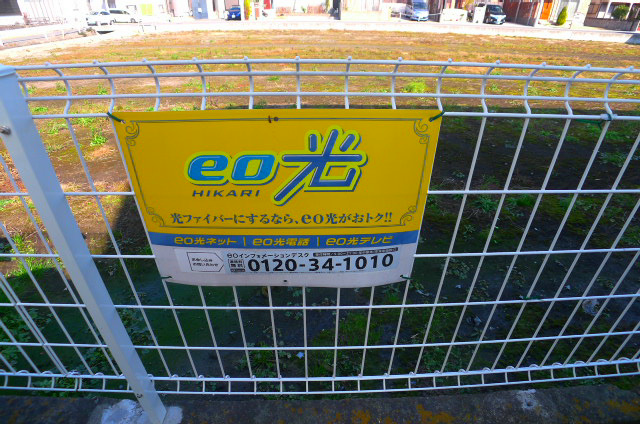 eo光
HIKARI
光ファイバーにするなら、eo光がおトク!!
eo光ネット | eo光電話 | eo光テレビ
eoインフォメーションデスク
0120-34-1010